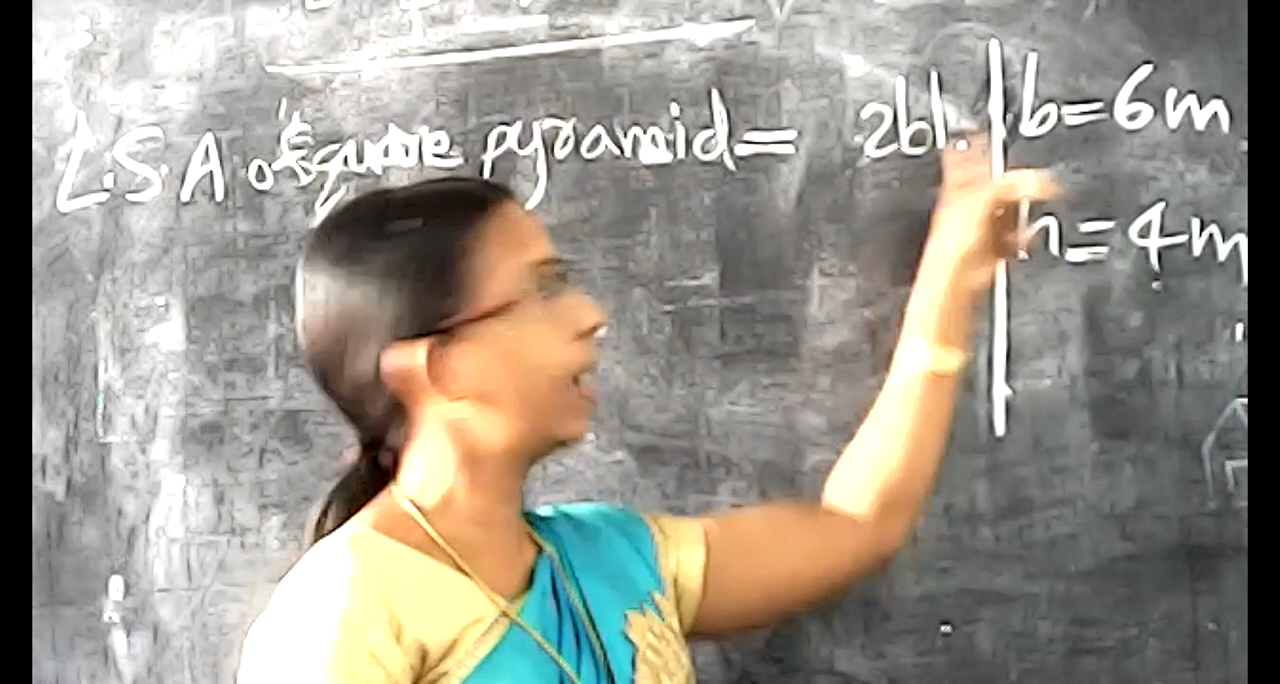 L.S.A of square pyramid = 2bl.
b=6m
h=4m